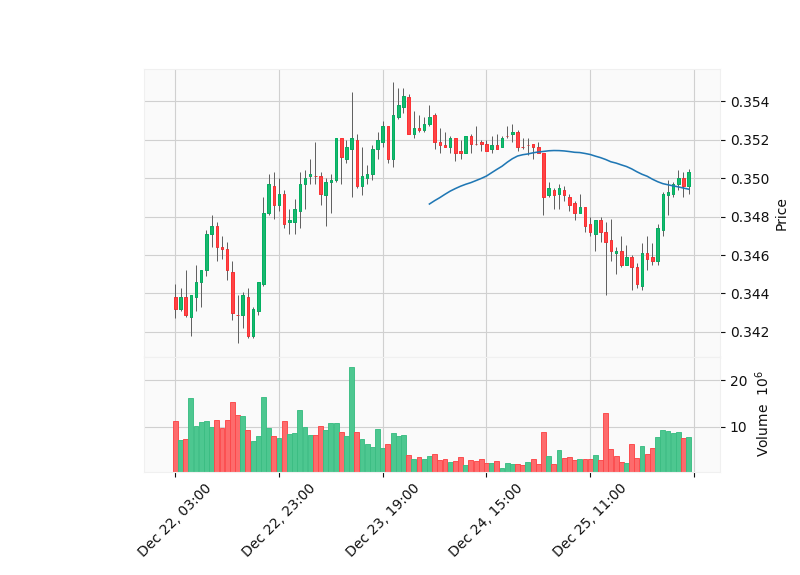 0.354
0.352
0.350
0.348
0.346
0.344
0.342
Price
20
10
Volume 10^6
Dec 22, 03:00
Dec 22, 23:00
Dec 23, 19:00
Dec 24, 15:00
Dec 25, 11:00